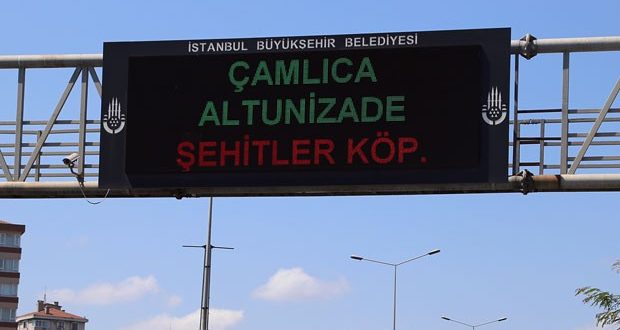 İSTANBUL BÜYÜKŞEHİR BELEDİYESİ
ÇAMLICA
ALTUNİZADE
ŞEHİTLER KÖP.